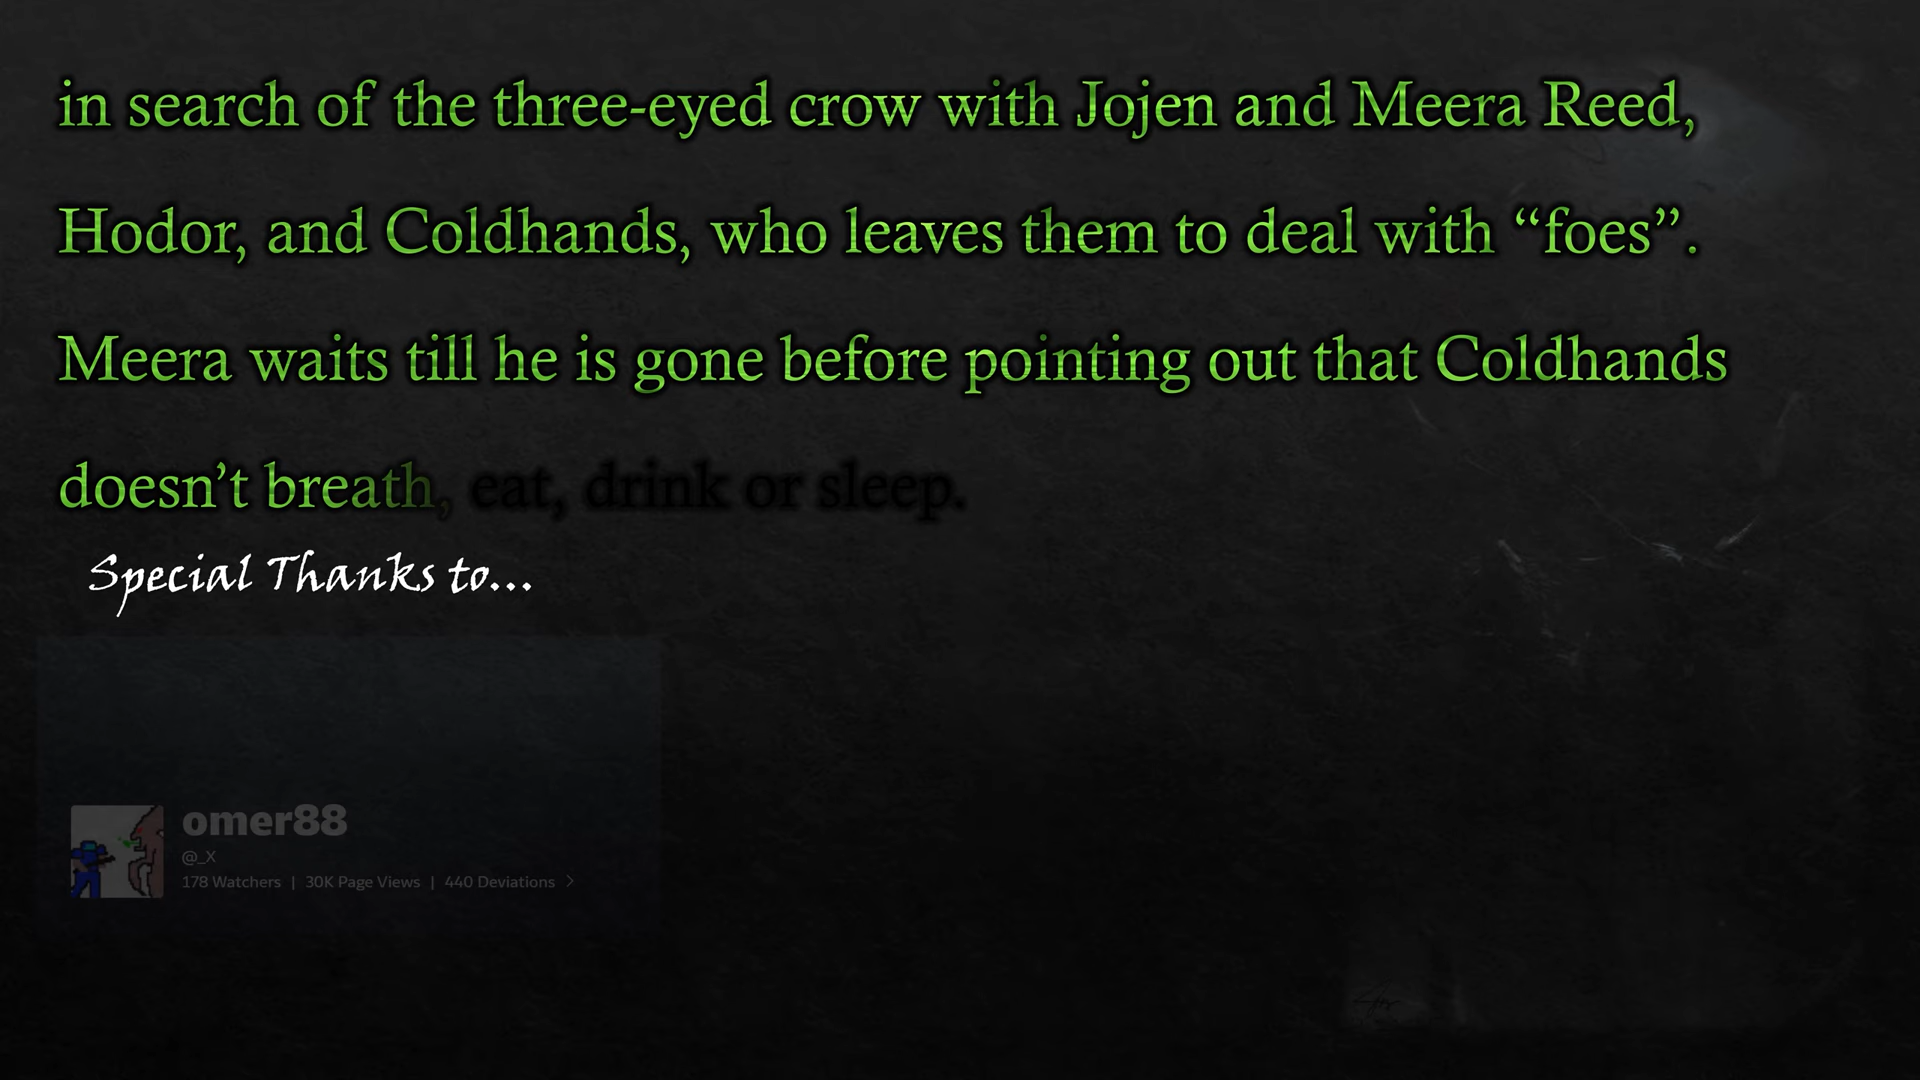 in search of the three-eyed crow with Jojen and Meera Reed,
Hodor, and Coldhands, who leaves them to deal with “foes”.
Meera waits till he is gone before pointing out that Coldhands
doesn’t breath, eat, drink or sleep.
Special Thanks to...
omer88
@_X
178 Watchers | 30K Page Views | 440 Deviations >